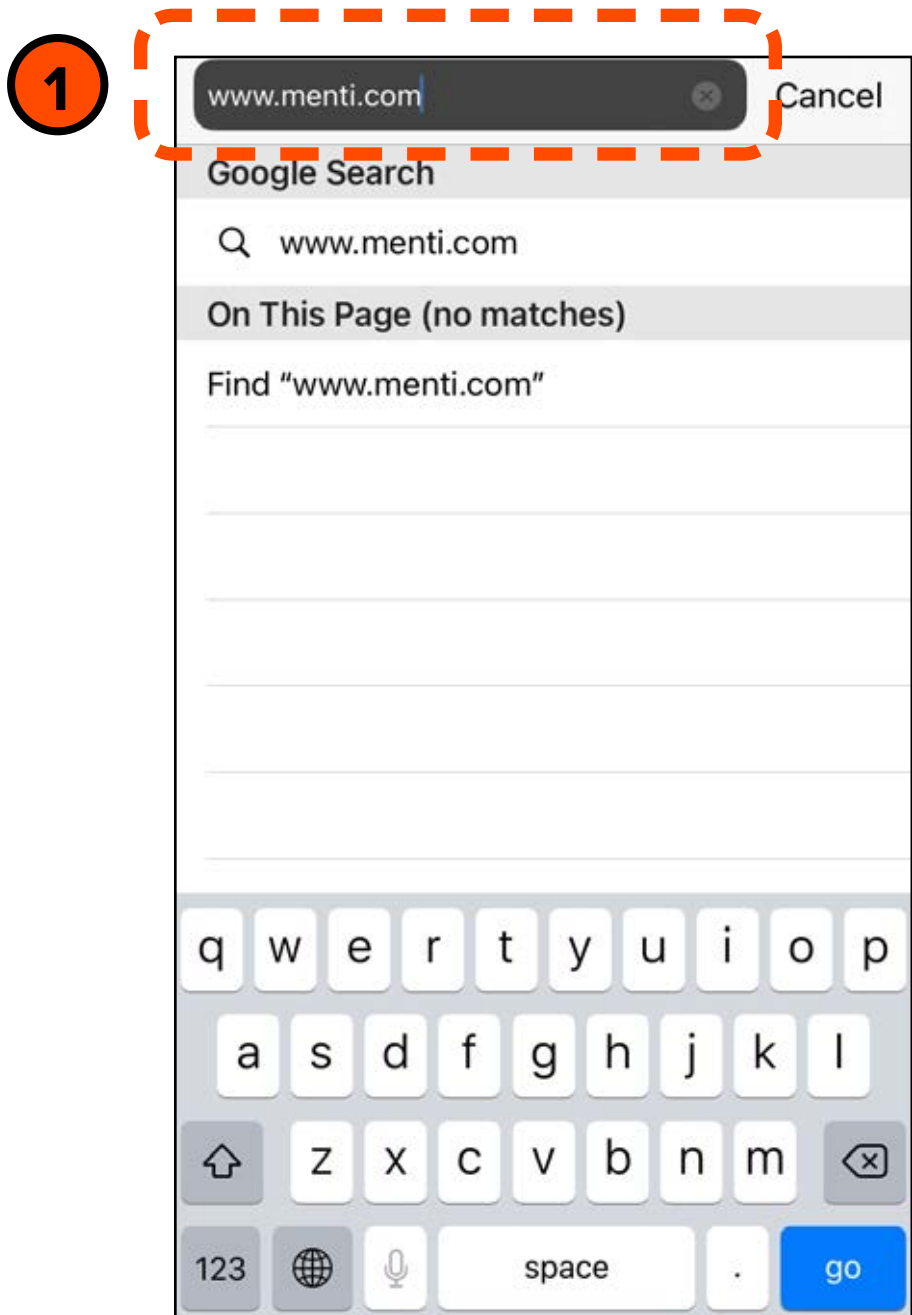 1
www.menti.com
Cancel
Google Search
www.menti.com
On This Page (no matches)
Find “www.menti.com”
q w e r t y u i o p
a s d f g h j k l
z x c v b n m
123 space . go